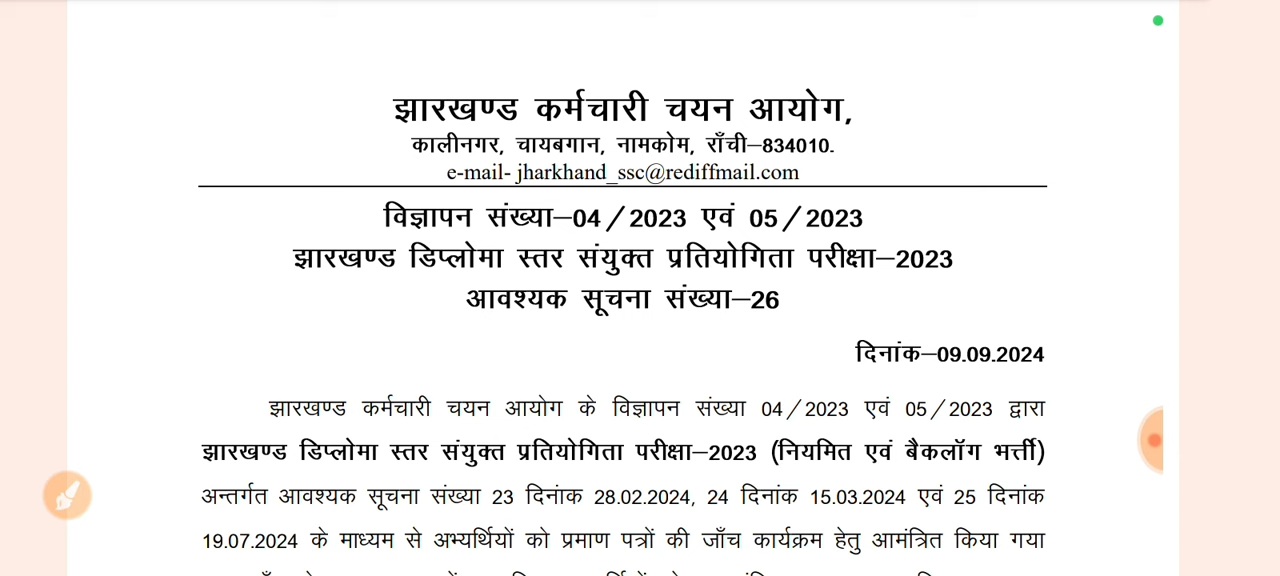 झारखण्ड कर्मचारी चयन आयोग,
कालीनगर, चायबगान, नामकोम, राँची–834010.
e-mail- jharkhand_ssc@rediffmail.com
विज्ञापन संख्या–04/2023 एवं 05/2023
झारखण्ड डिप्लोमा स्तर संयुक्त प्रतियोगिता परीक्षा–2023
आवश्यक सूचना संख्या–26
दिनांक–09.09.2024
झारखण्ड कर्मचारी चयन आयोग के विज्ञापन संख्या 04/2023 एवं 05/2023 द्वारा
झारखण्ड डिप्लोमा स्तर संयुक्त प्रतियोगिता परीक्षा–2023 (नियमित एवं बैकलॉग भर्त्ती)
अन्तर्गत आवश्यक सूचना संख्या 23 दिनांक 28.02.2024, 24 दिनांक 15.03.2024 एवं 25 दिनांक
19.07.2024 के माध्यम से अभ्यर्थियों को प्रमाण पत्रों की जाँच कार्यक्रम हेतु आमंत्रित किया गया